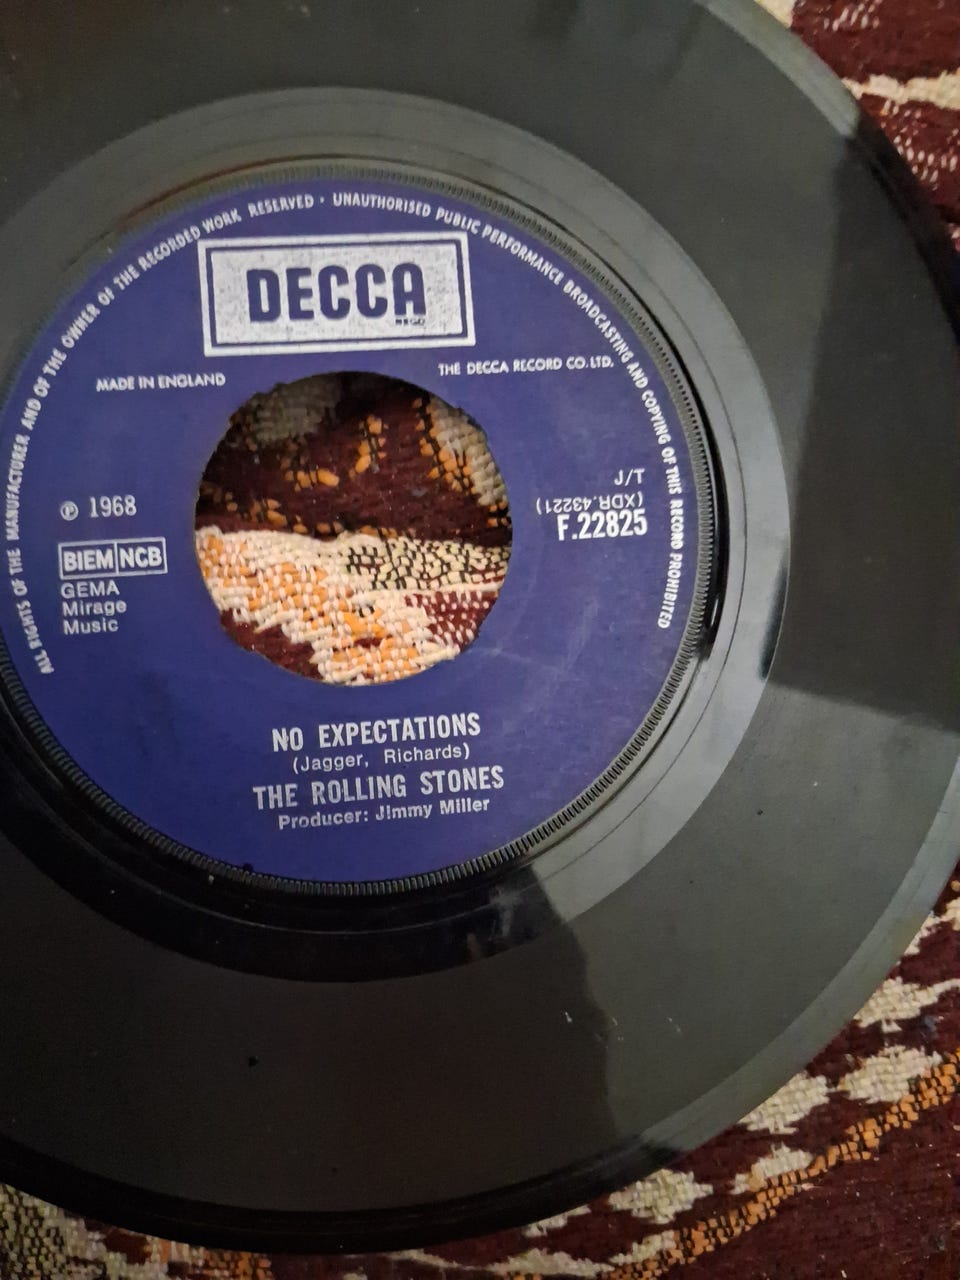 ALL RIGHTS OF THE MANUFACTURER AND OF THE OWNER OF THE RECORDED WORK RESERVED · UNAUTHORISED PUBLIC PERFORMANCE BROADCASTING AND COPYING OF THIS RECORD PROHIBITED
DECCA
MADE IN ENGLAND
THE DECCA RECORD CO. LTD.
J/T
(XDR.43221)
F.22825
℗ 1968
BIEM NCB
GEMA
Mirage
Music
NO EXPECTATIONS
(Jagger, Richards)
THE ROLLING STONES
Producer: Jimmy Miller